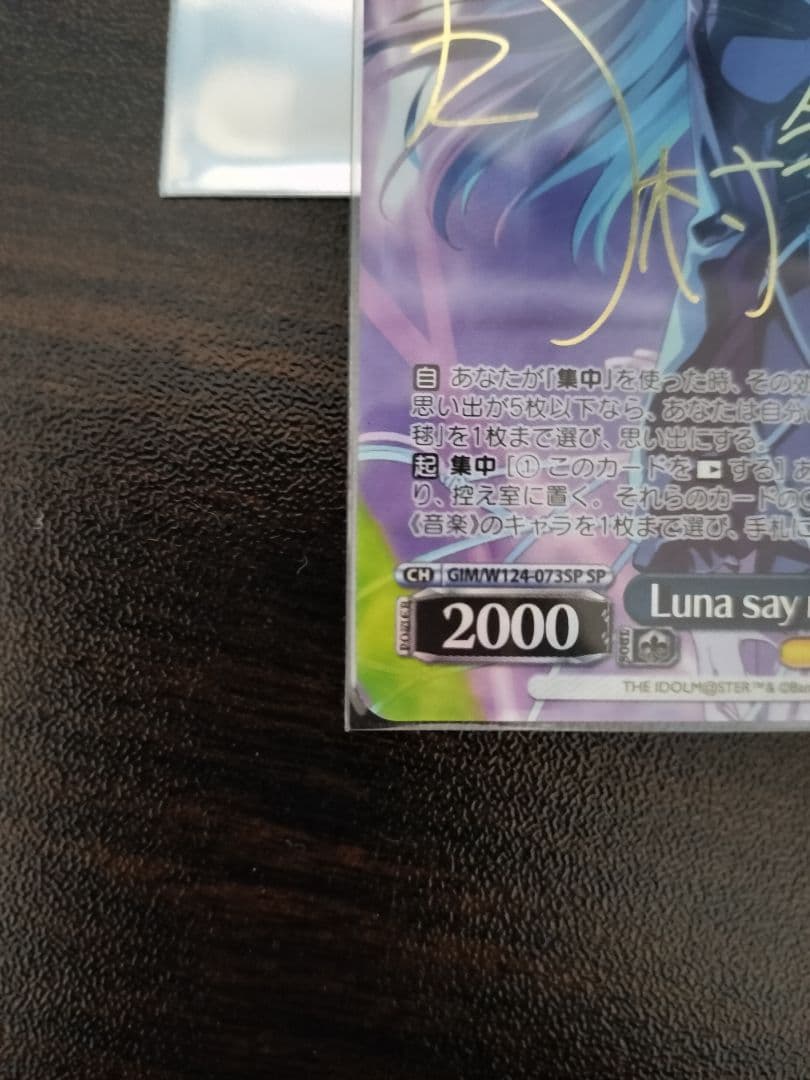 自 あなたが「集中」を使った時、その
思い出が5枚以下なら、あなたは自分
毬」を1枚まで選び、思い出にする。
起 集中 [① このカードを する]
り、控え室に置く。それらのカードの
《音楽》のキャラを1枚まで選び、手札に
CH GIM/W124-073SP SP
POWER 2000 SOUL
Luna say
THE IDOLM@STER™& ©Ban